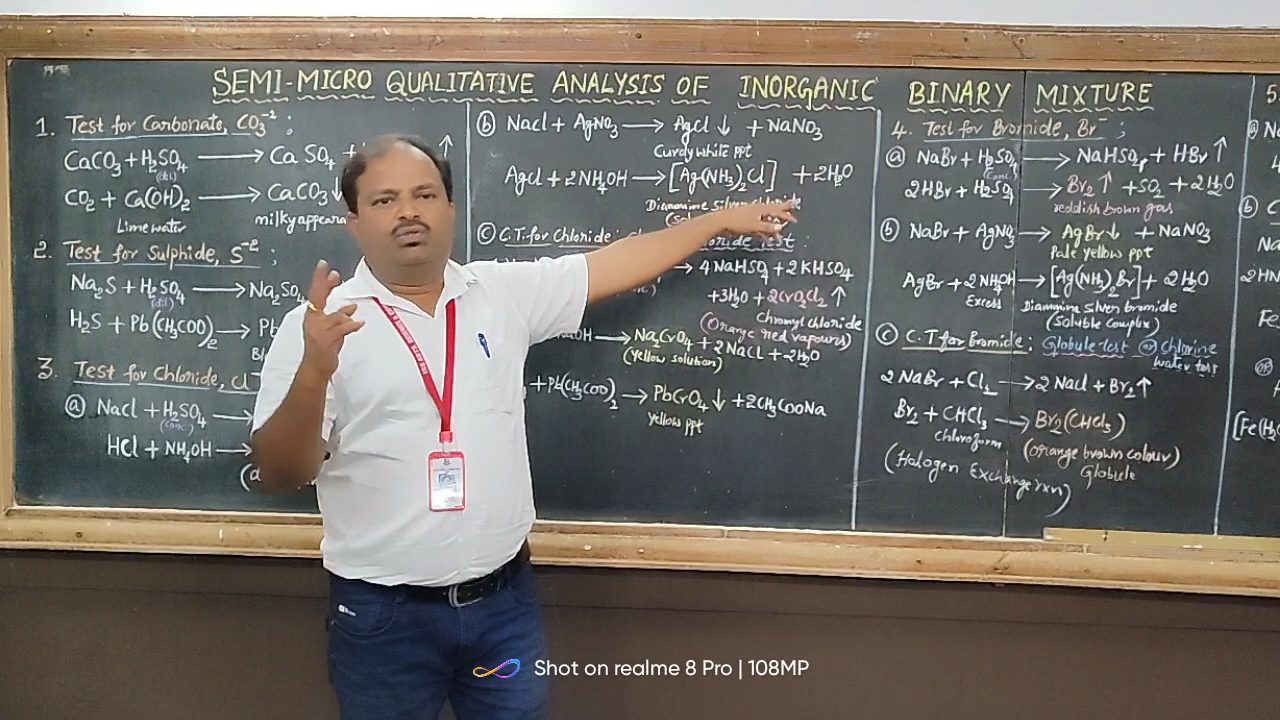 SEMI-MICRO QUALITATIVE ANALYSIS OF INORGANIC BINARY MIXTURE
1. Test for Carbonate, CO₃⁻² ;
CaCO₃ + H₂SO₄ ⟶ CaSO₄ + ↑
(dil)
CO₂ + Ca(OH)₂ ⟶ CaCO₃ ↓
Lime water milky appeara
2. Test for Sulphide, S⁻² ;
Na₂S + H₂SO₄ ⟶ Na₂SO₄
(dil)
H₂S + Pb(CH₃COO)₂ ⟶ Pb
3. Test for Chloride, Cl
ⓐ NaCl + H₂SO₄ ⟶
(Conc.)
HCl + NH₄OH ⟶
ⓑ NaCl + AgNO₃ ⟶ AgCl ↓ + NaNO₃
Curdy white ppt
AgCl + 2NH₄OH ⟶ [Ag(NH₃)₂Cl] + 2H₂O
Diammine silver chloride
ⓒ C.T. for Chloride :
Test :
⟶ 4NaHSO₄ + 2KHSO₄
+ 3H₂O + 2CrO₂Cl₂ ↑
Chromyl chloride
(Orange red vapours)
⟶ Na₂CrO₄ + 2NaCl + 2H₂O
(Yellow solution)
+ Pb(CH₃COO)₂ ⟶ PbCrO₄ ↓ + 2CH₃COONa
Yellow ppt
4. Test for Bromide, Br⁻ ;
ⓐ NaBr + H₂SO₄ ⟶ NaHSO₄ + HBr ↑
(Conc.)
2HBr + H₂SO₄ ⟶ Br₂ ↑ + SO₂ + 2H₂O
reddish brown gas
ⓑ NaBr + AgNO₃ ⟶ AgBr ↓ + NaNO₃
Pale yellow ppt
AgBr + 2NH₄OH ⟶ [Ag(NH₃)₂Br] + 2H₂O
Excess Diammine silver bromide
(Soluble complex)
ⓒ C.T for Bromide : Globule test or Chlorine
water test
2NaBr + Cl₂ ⟶ 2NaCl + Br₂ ↑
Br₂ + CHCl₃ ⟶ Br₂(CHCl₃)
chloroform (orange brown colour)
Globule
(Halogen Exchange rxn)
5
ⓐ
ⓑ
or
Shot on realme 8 Pro | 108MP